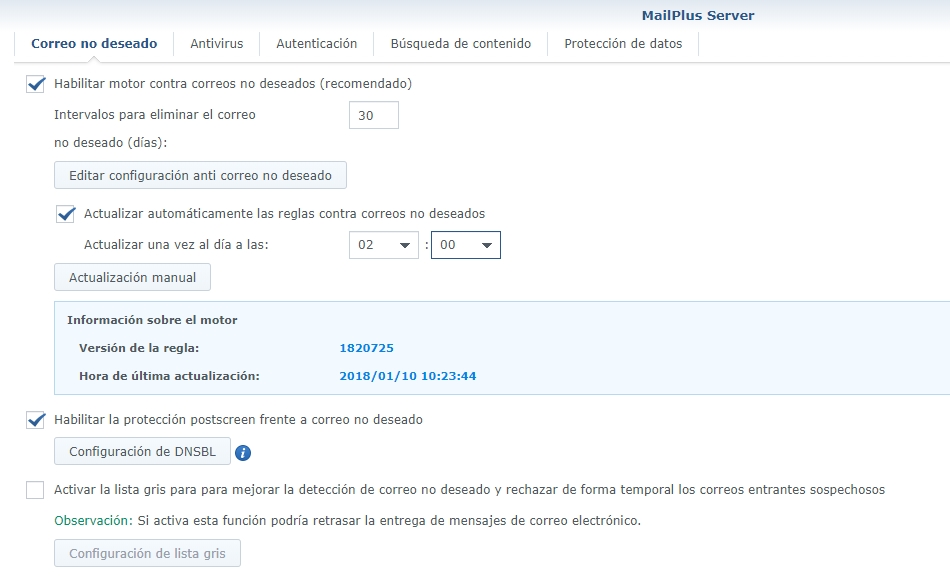 MailPlus Server
Correo no deseado Antivirus Autenticación Búsqueda de contenido Protección de datos
Habilitar motor contra correos no deseados (recomendado)
Intervalos para eliminar el correo 30
no deseado (días):
Editar configuración anti correo no deseado
Actualizar automáticamente las reglas contra correos no deseados
Actualizar una vez al día a las: 02 : 00
Actualización manual
Información sobre el motor
Versión de la regla: 1820725
Hora de última actualización: 2018/01/10 10:23:44
Habilitar la protección postscreen frente a correo no deseado
Configuración de DNSBL i
Activar la lista gris para para mejorar la detección de correo no deseado y rechazar de forma temporal los correos entrantes sospechosos
Observación: Si activa esta función podría retrasar la entrega de mensajes de correo electrónico.
Configuración de lista gris